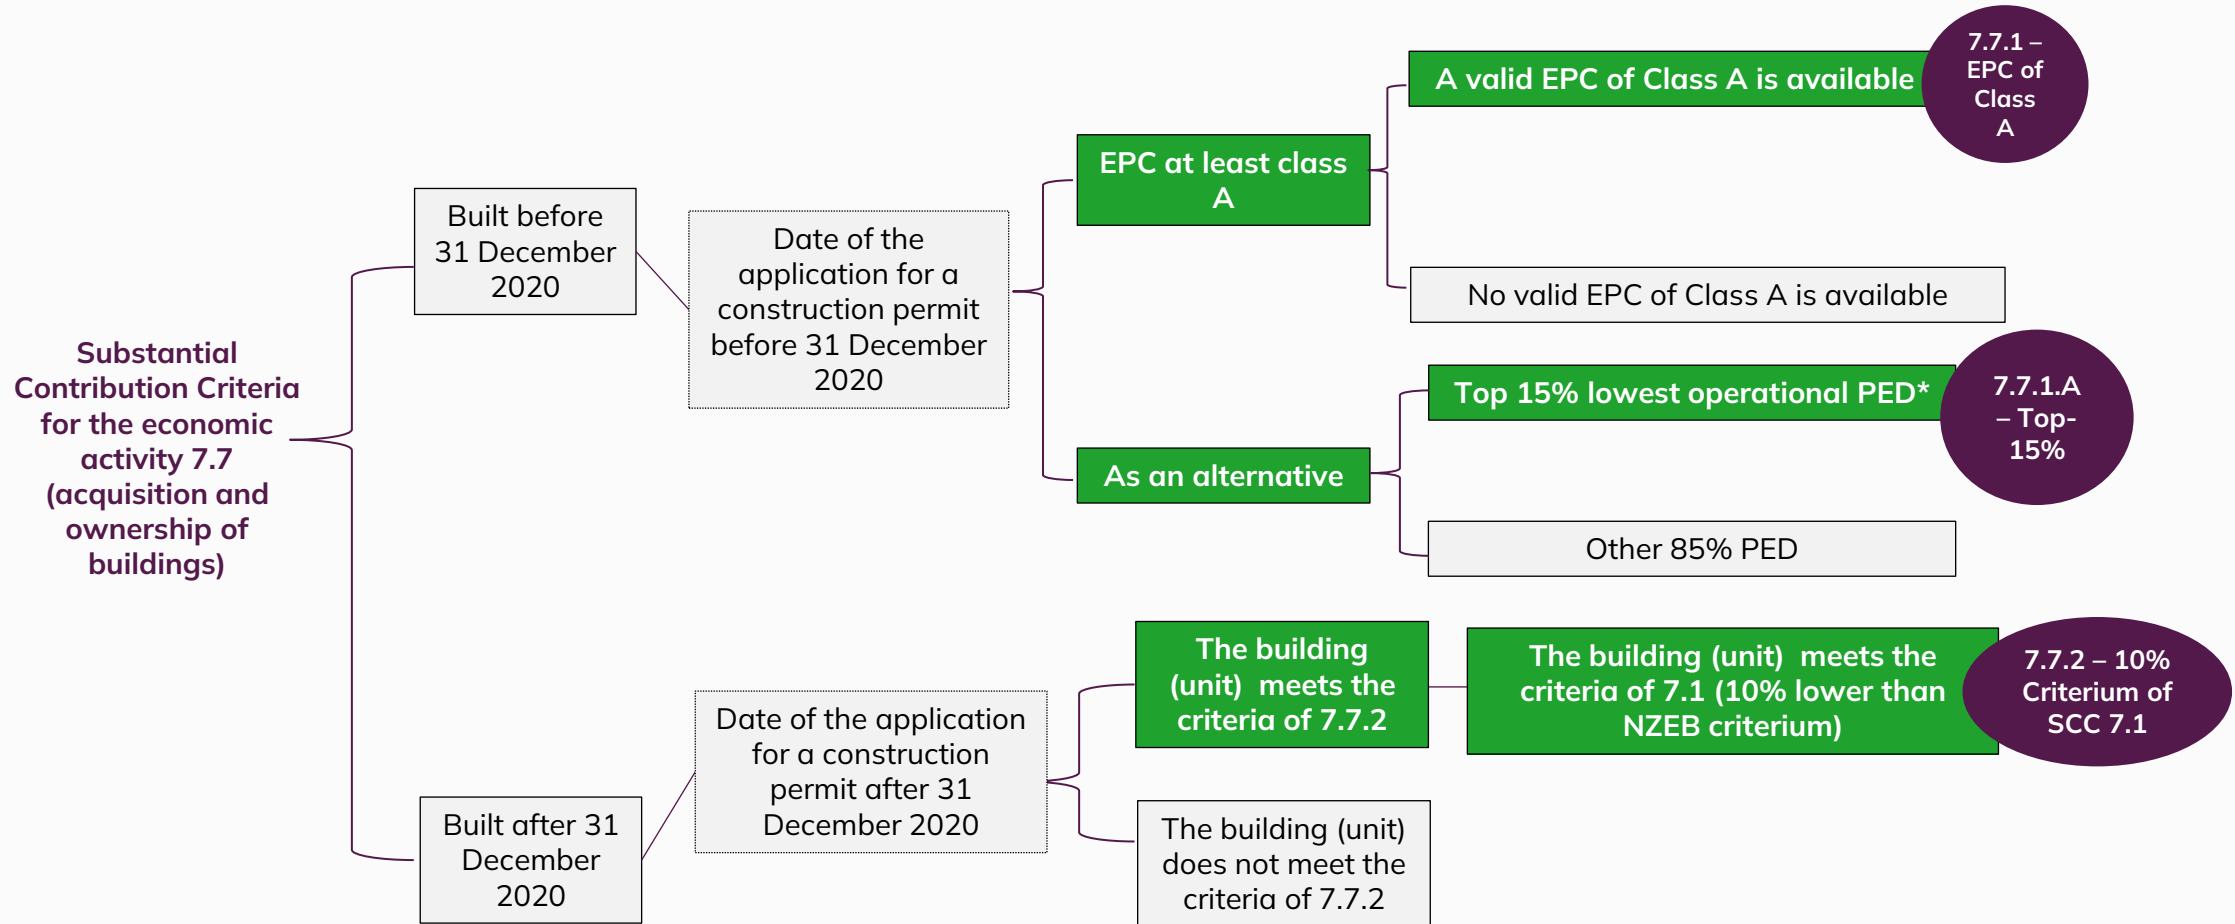 Substantial
Contribution Criteria
for the economic
activity 7.7
(acquisition and
ownership of
buildings)
Built before
31 December
2020
Date of the
application for a
construction permit
before 31 December
2020
EPC at least class
A
A valid EPC of Class A is available
7.7.1 –
EPC of
Class
A
No valid EPC of Class A is available
As an alternative
Top 15% lowest operational PED*
7.7.1.A
– Top-
15%
Other 85% PED
Built after 31
December
2020
Date of the application
for a construction
permit after 31
December 2020
The building
(unit)  meets the
criteria of 7.7.2
The building (unit)  meets the
criteria of 7.1 (10% lower than
NZEB criterium)
7.7.2 – 10%
Criterium of
SCC 7.1
The building (unit)
does not meet the
criteria of 7.7.2